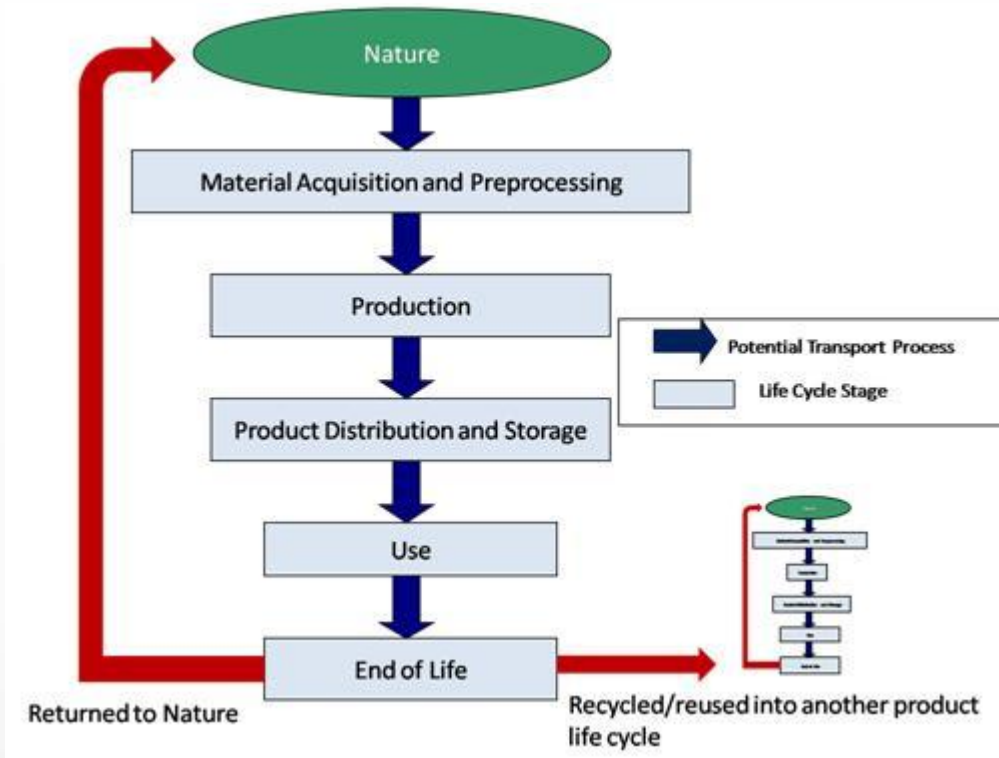 Nature
Material Acquisition and Preprocessing
Production
Potential Transport Process
Life Cycle Stage
Product Distribution and Storage
Use
End of Life
Returned to Nature
Recycled/reused into another product
life cycle